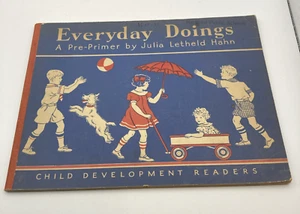 Everyday Doings
A Pre-Primer by Julia Letheld Hahn
CHILD DEVELOPMENT READERS